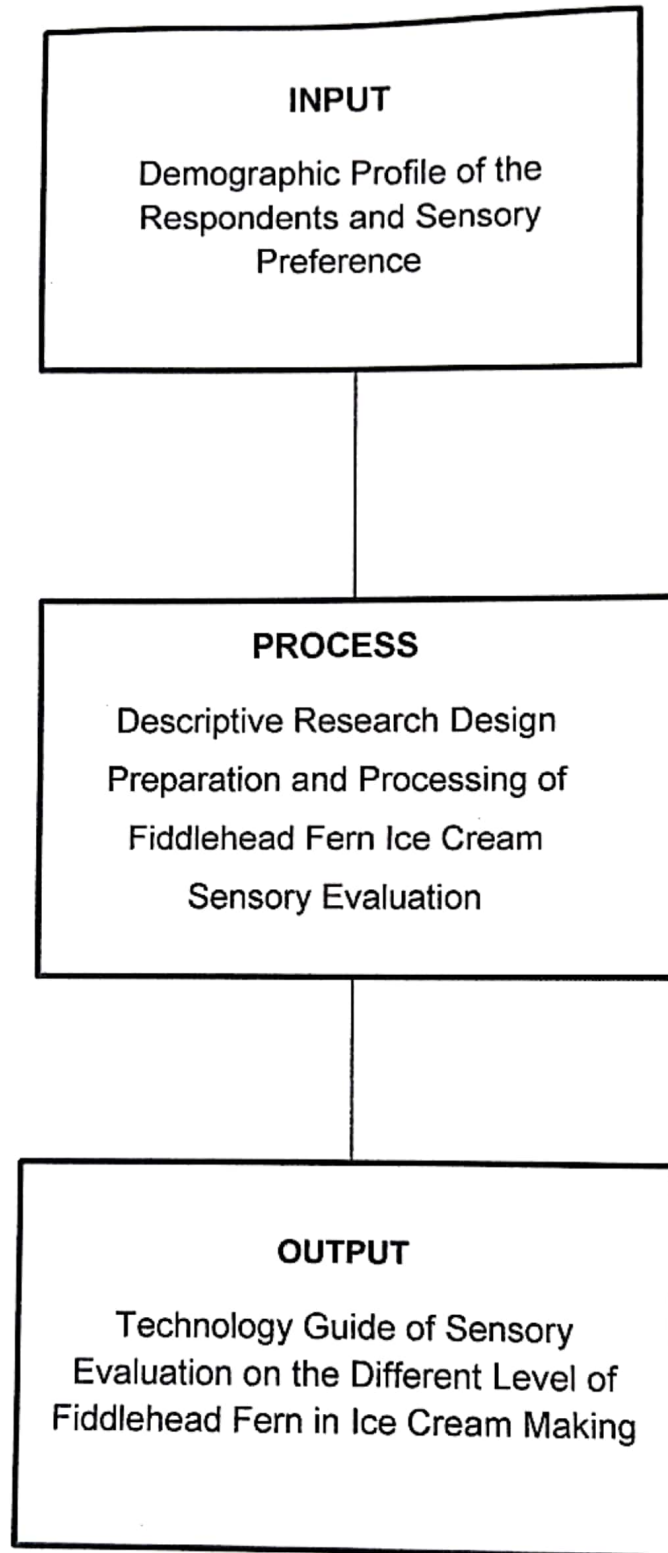 INPUT
Demographic Profile of the
Respondents and Sensory
Preference
PROCESS
Descriptive Research Design
Preparation and Processing of
Fiddlehead Fern Ice Cream
Sensory Evaluation
OUTPUT
Technology Guide of Sensory
Evaluation on the Different Level of
Fiddlehead Fern in Ice Cream Making